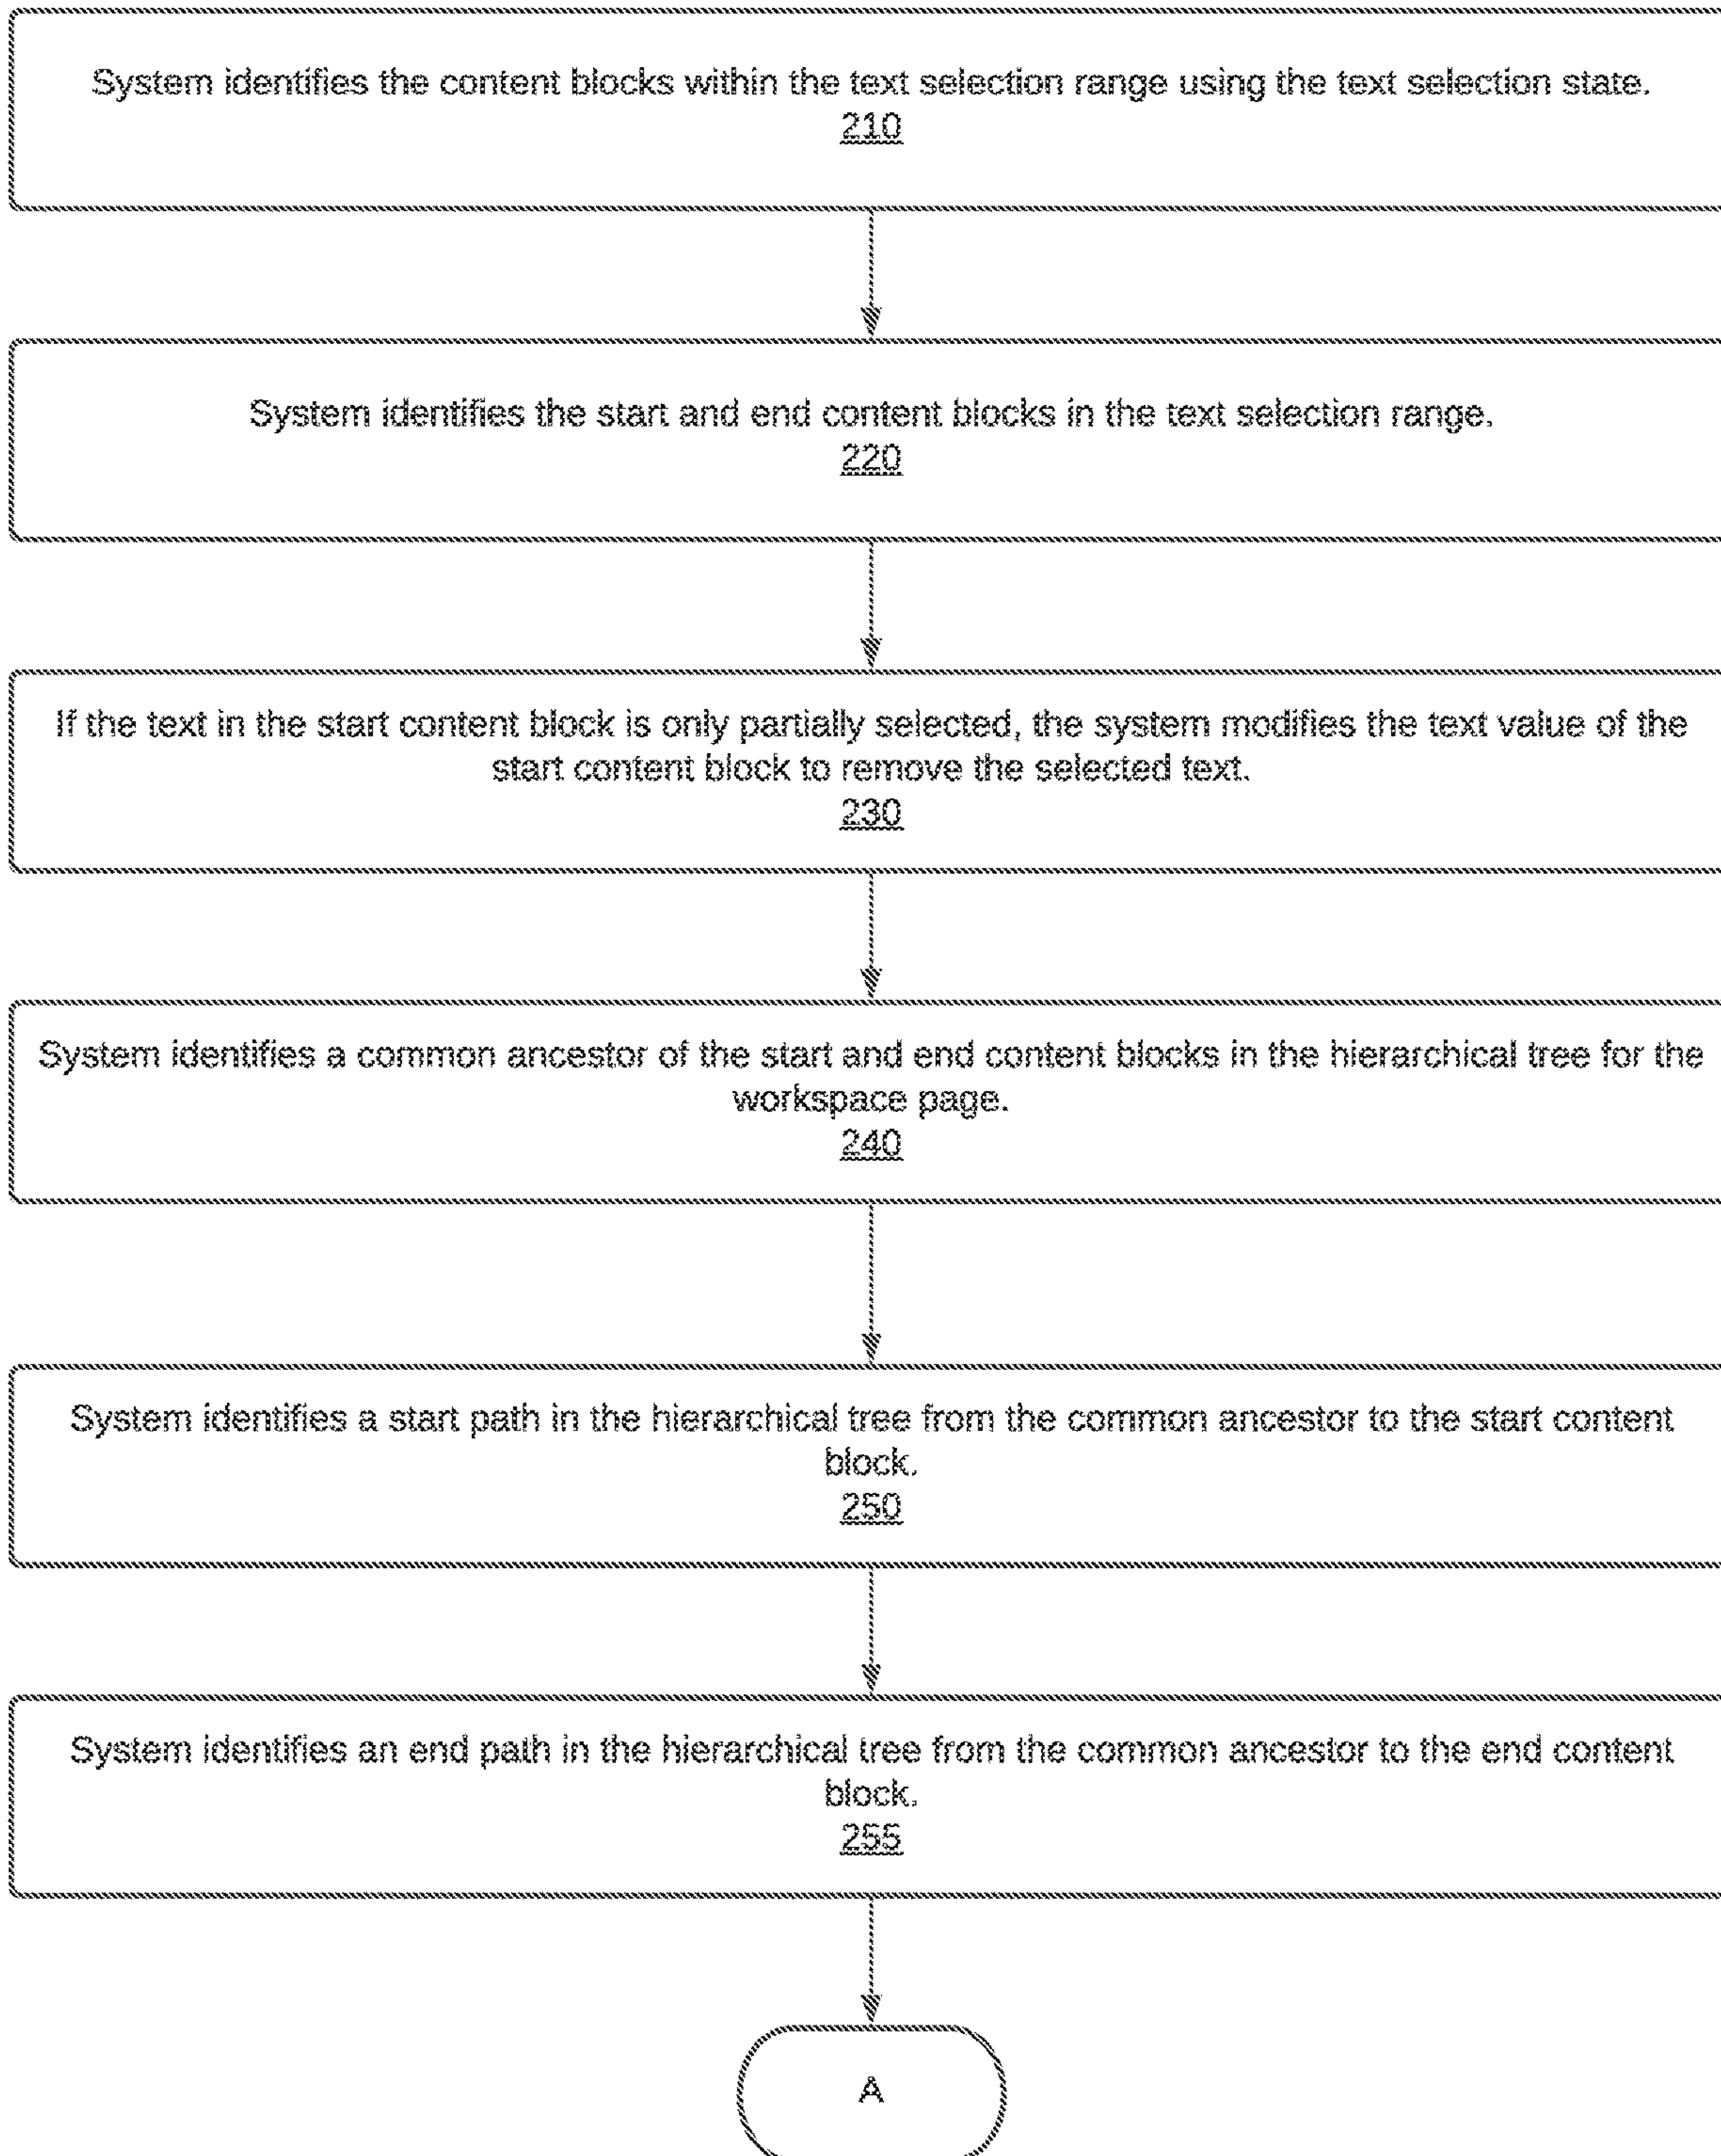 System identifies the content blocks within the text selection range using the text selection state.
210
System identifies the start and end content blocks in the text selection range.
220
If the text in the start content block is only partially selected, the system modifies the text value of the
start content block to remove the selected text.
230
System identifies a common ancestor of the start and end content blocks in the hierarchical tree for the
workspace page.
240
System identifies a start path in the hierarchical tree from the common ancestor to the start content
block.
250
System identifies an end path in the hierarchical tree from the common ancestor to the end content
block.
255
A